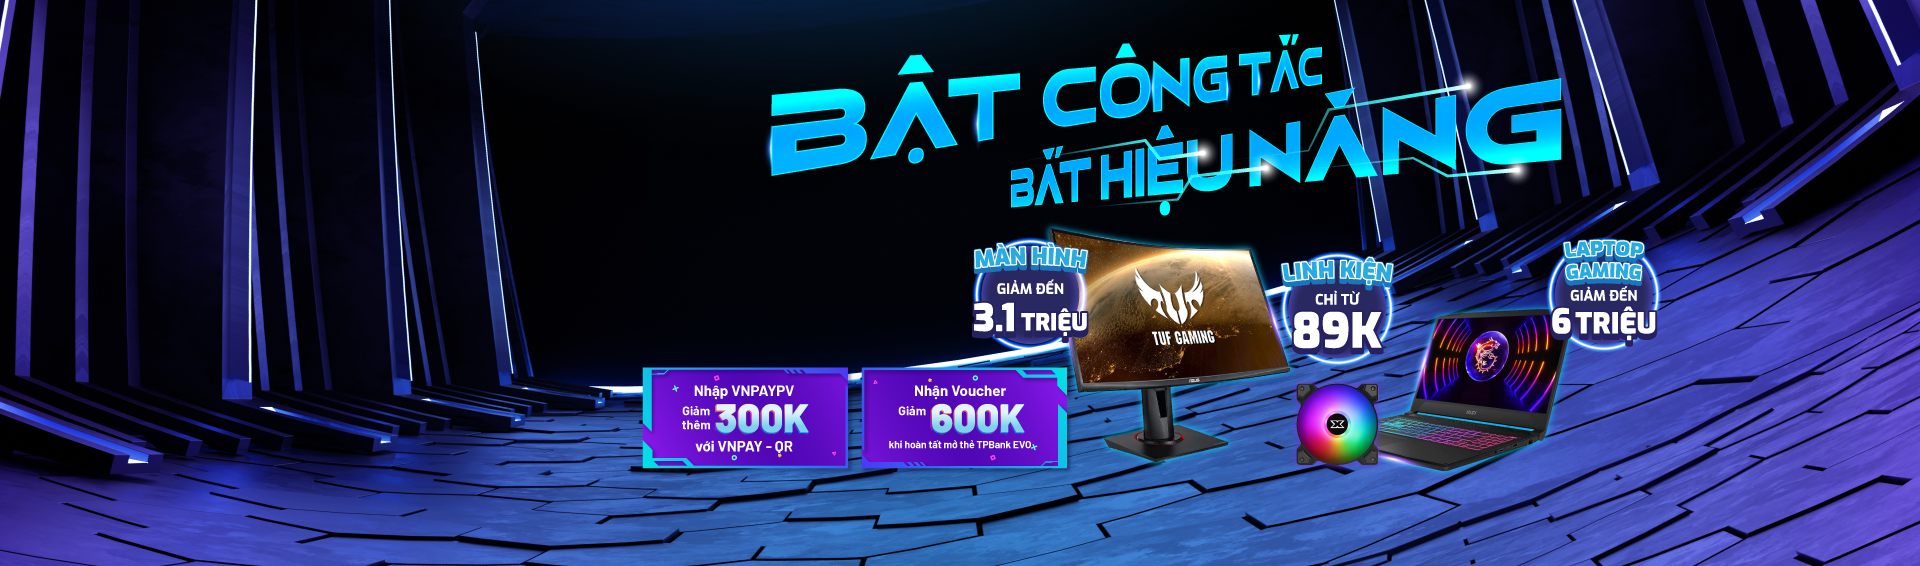 BẬT CÔNG TẮC
BẮT HIỆU NĂNG
MÀN HÌNH
GIẢM ĐẾN
3.1 TRIỆU
TUF GAMING
LINH KIỆN
CHỈ TỪ
89K
LAPTOP
GAMING
GIẢM ĐẾN
6 TRIỆU
Nhập VNPAYPV
Giảm thêm 300K
với VNPAY - QR
Nhận Voucher
Giảm 600K
khi hoàn tất mở thẻ TPBank EVO